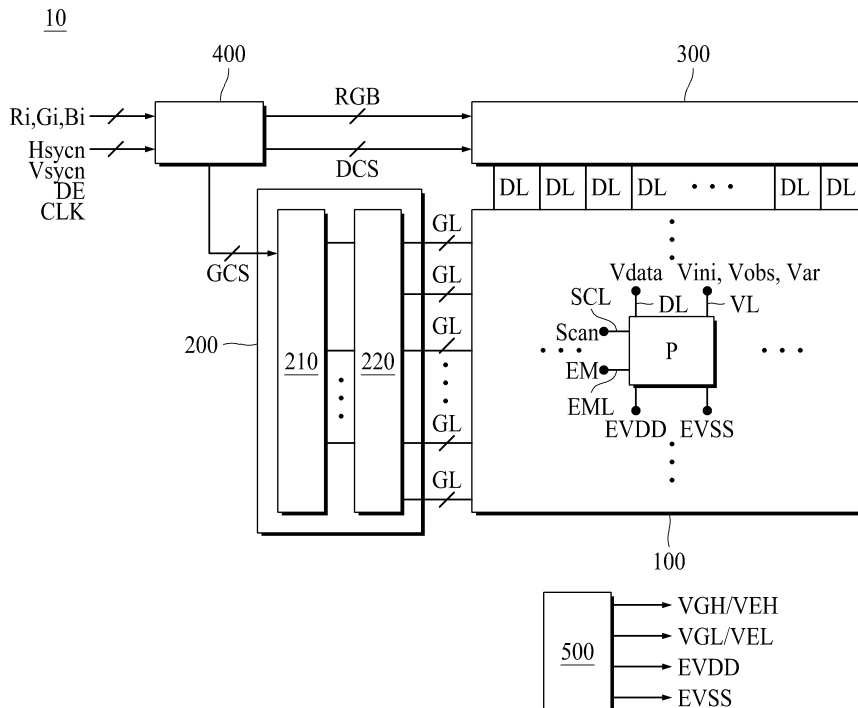 10
400
300
Ri,Gi,Bi
RGB
Hsycn
Vsycn
DE
CLK
DCS
DL DL DL DL DL DL
GL
GCS
GL
Vdata Vini, Vobs, Var
SCL DL VL
Scan
P
200
GL
210 220
EM
EML
EVDD EVSS
GL
GL
100
VGH/VEH
VGL/VEL
500
EVDD
EVSS